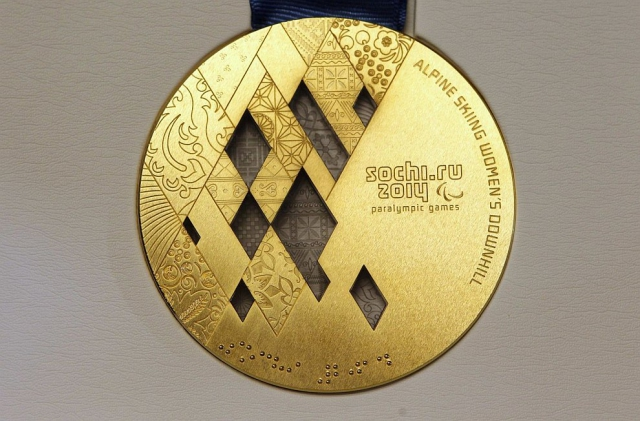 ALPINE SKIING WOMEN'S DOWNHILL
sochi.ru
2014
paralympic games